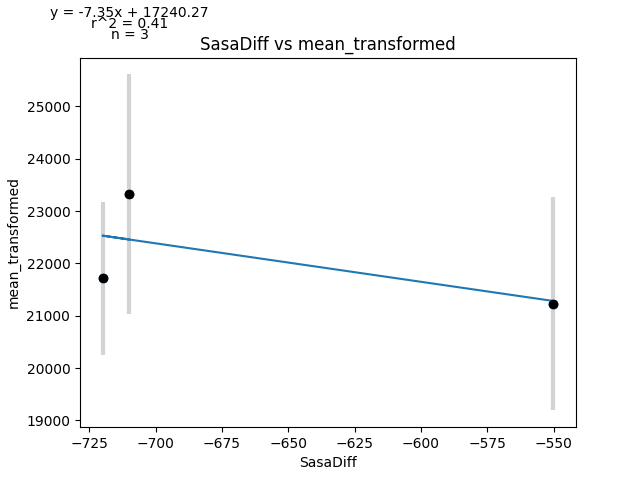 y = -7.35x + 17240.27
r^2 = 0.41
n = 3
SasaDiff vs mean_transformed
mean_transformed
25000
24000
23000
22000
21000
20000
19000
−725
−700
−675
−650
−625
−600
−575
−550
SasaDiff